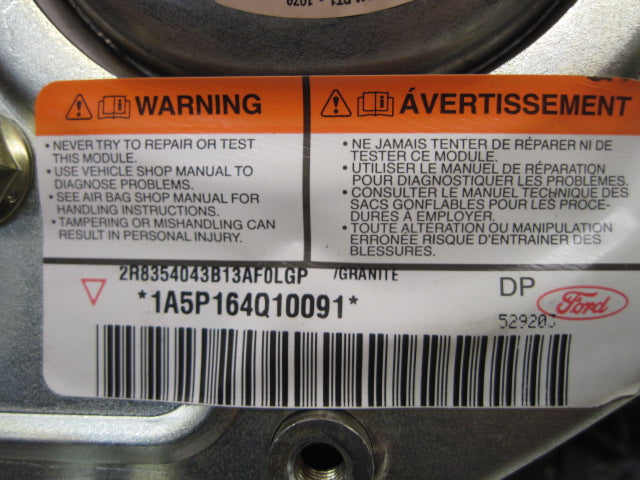 WARNING
• NEVER TRY TO REPAIR OR TEST
THIS MODULE.
• USE VEHICLE SHOP MANUAL TO
DIAGNOSE PROBLEMS.
• SEE AIR BAG SHOP MANUAL FOR
HANDLING INSTRUCTIONS.
• TAMPERING OR MISHANDLING CAN
RESULT IN PERSONAL INJURY.
ÁVERTISSEMENT
• NE JAMAIS TENTER DE RÉPARER NI DE
TESTER CE MODULE.
• UTILISER LE MANUEL DE RÉPARATION
POUR DIAGNOSTIQUER LES PROBLÈMES.
• CONSULTER LE MANUEL TECHNIQUE DES
SACS GONFLABLES POUR LES PROCE-
DURES À EMPLOYER.
• TOUTE ALTÉRATION OU MANIPULATION
ERRONÉE RISQUE D'ENTRAINER DES
BLESSURES.
2R8354043B13AF0LGP /GRANITE
*1A5P164Q10091*
DP
Ford